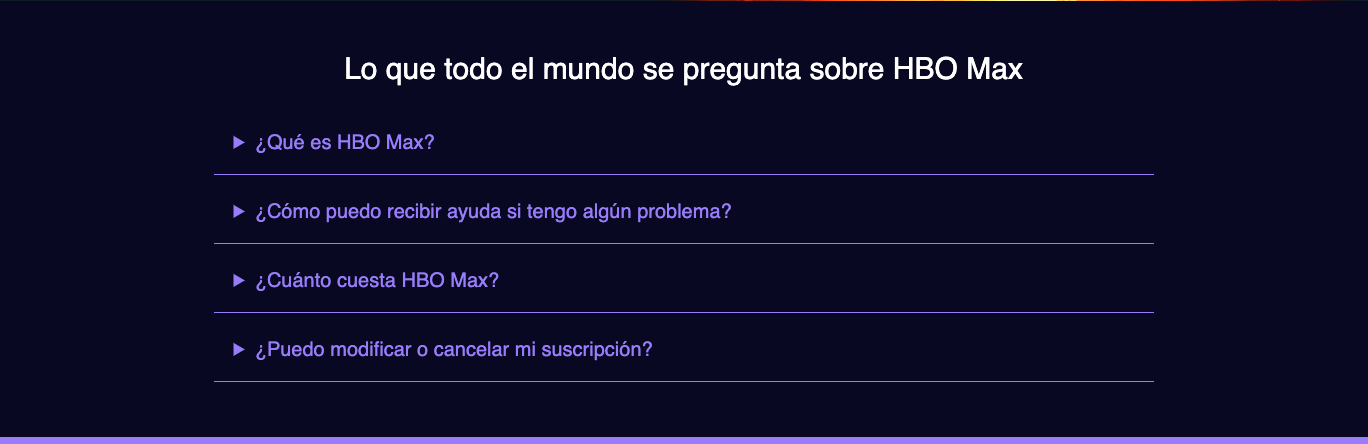 Lo que todo el mundo se pregunta sobre HBO Max
¿Qué es HBO Max?
¿Cómo puedo recibir ayuda si tengo algún problema?
¿Cuánto cuesta HBO Max?
¿Puedo modificar o cancelar mi suscripción?